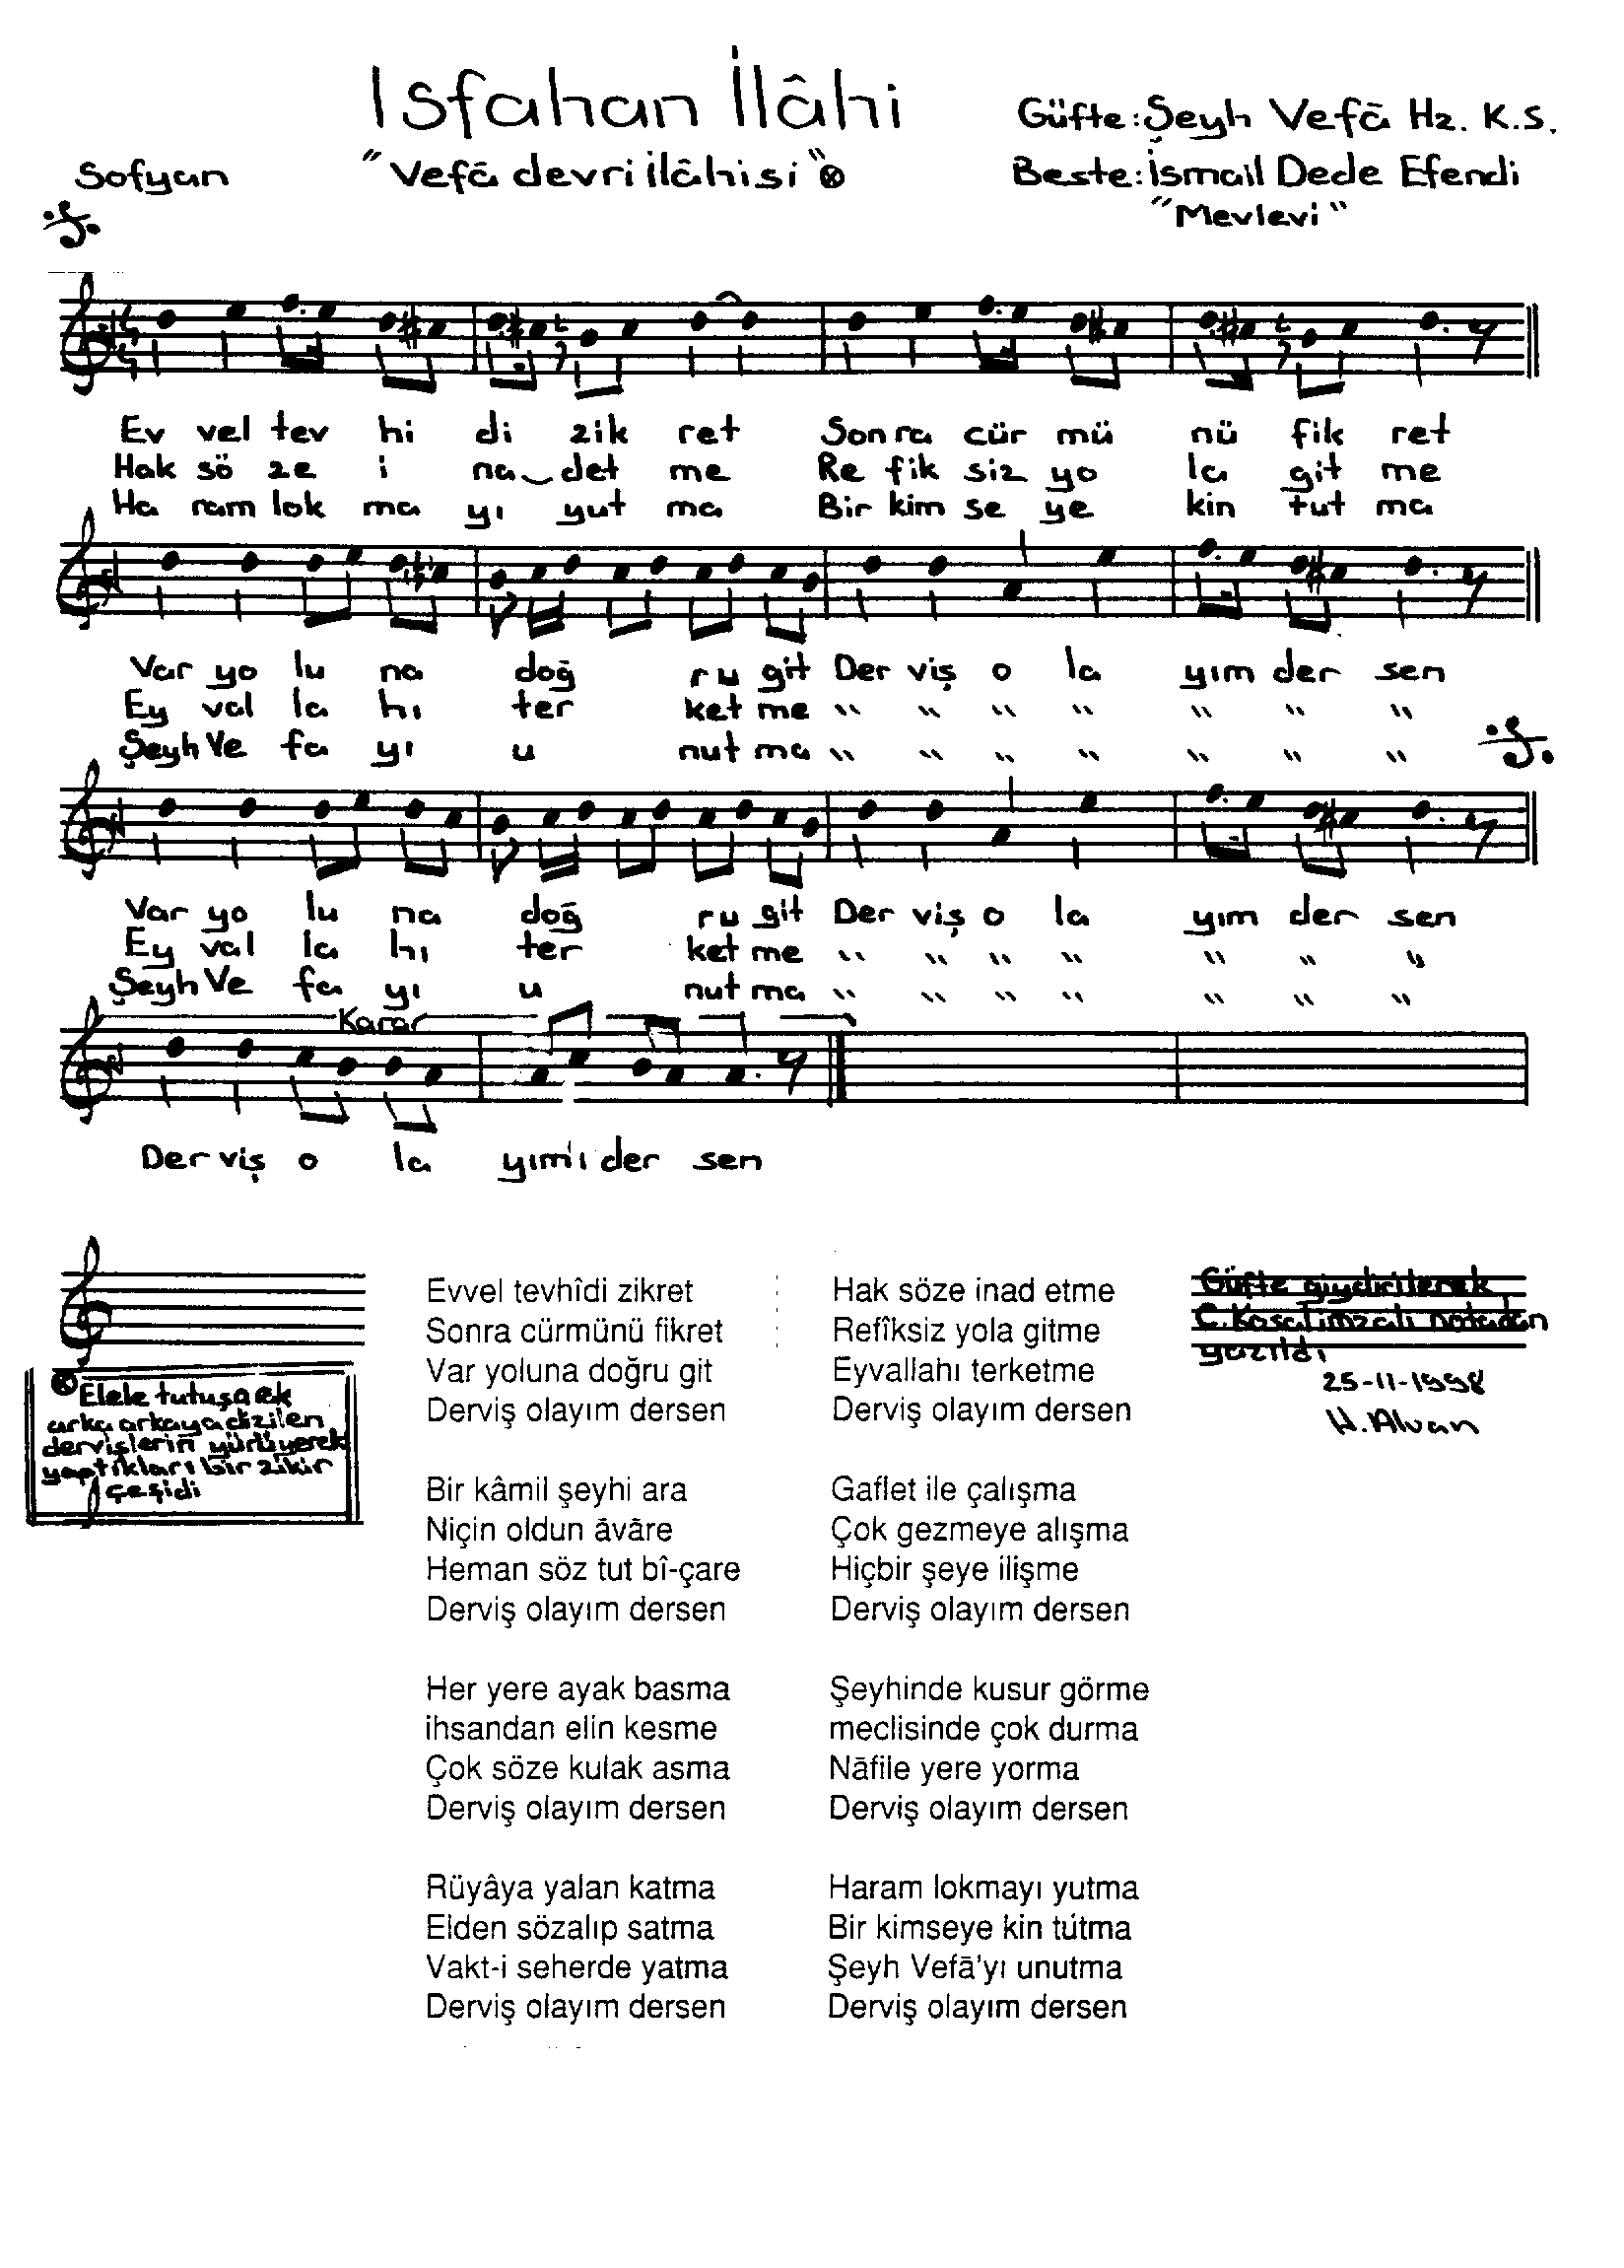 Isfahan İlâhi
Güfte: Şeyh Vefâ Hz. K.S.
Sofyan
"Vefâ devri ilâhisi" ⊗
Beste: İsmail Dede Efendi
"Mevlevi"
Ev vel tev hi di zik ret Son ra cür mü nü fik ret
Hak sö ze i na det me Re fik siz yo la git me
Ha ram lok ma yı yut ma Bir kim se ye kin tut ma
Var yo lu na doğ ru git Der viş o la yım der sen
Ey val la hı ter ket me " " " " " " "
Şeyh Ve fa yı u nut ma " " " " " " "
Var yo lu na doğ ru git Der viş o la yım der sen
Ey val la hı ter ket me " " " " " " "
Şeyh Ve fa yı u nut ma " " " " " " "
Karar
Der viş o la yım'ı der sen
Evvel tevhîdi zikret
Sonra cürmünü fikret
Var yoluna doğru git
Derviş olayım dersen
Bir kâmil şeyhi ara
Niçin oldun āvāre
Heman söz tut bî-çare
Derviş olayım dersen
Her yere ayak basma
ihsandan elin kesme
Çok söze kulak asma
Derviş olayım dersen
Rüyâya yalan katma
Elden sözalıp satma
Vakt-i seherde yatma
Derviş olayım dersen
Hak söze inad etme
Refîksiz yola gitme
Eyvallahı terketme
Derviş olayım dersen
Gaflet ile çalışma
Çok gezmeye alışma
Hiçbir şeye ilişme
Derviş olayım dersen
Şeyhinde kusur görme
meclisinde çok durma
Nāfile yere yorma
Derviş olayım dersen
Haram lokmayı yutma
Bir kimseye kin tutma
Şeyh Vefā'yı unutma
Derviş olayım dersen
Güfte giydirilerek
C. notadan
yazıldı
25-11-1998
H. Alvan
⊗ Elele tutuşarak
arka arkaya dizilen
dervişlerin yürüyerek
yaptıkları bir zikir
çeşidi